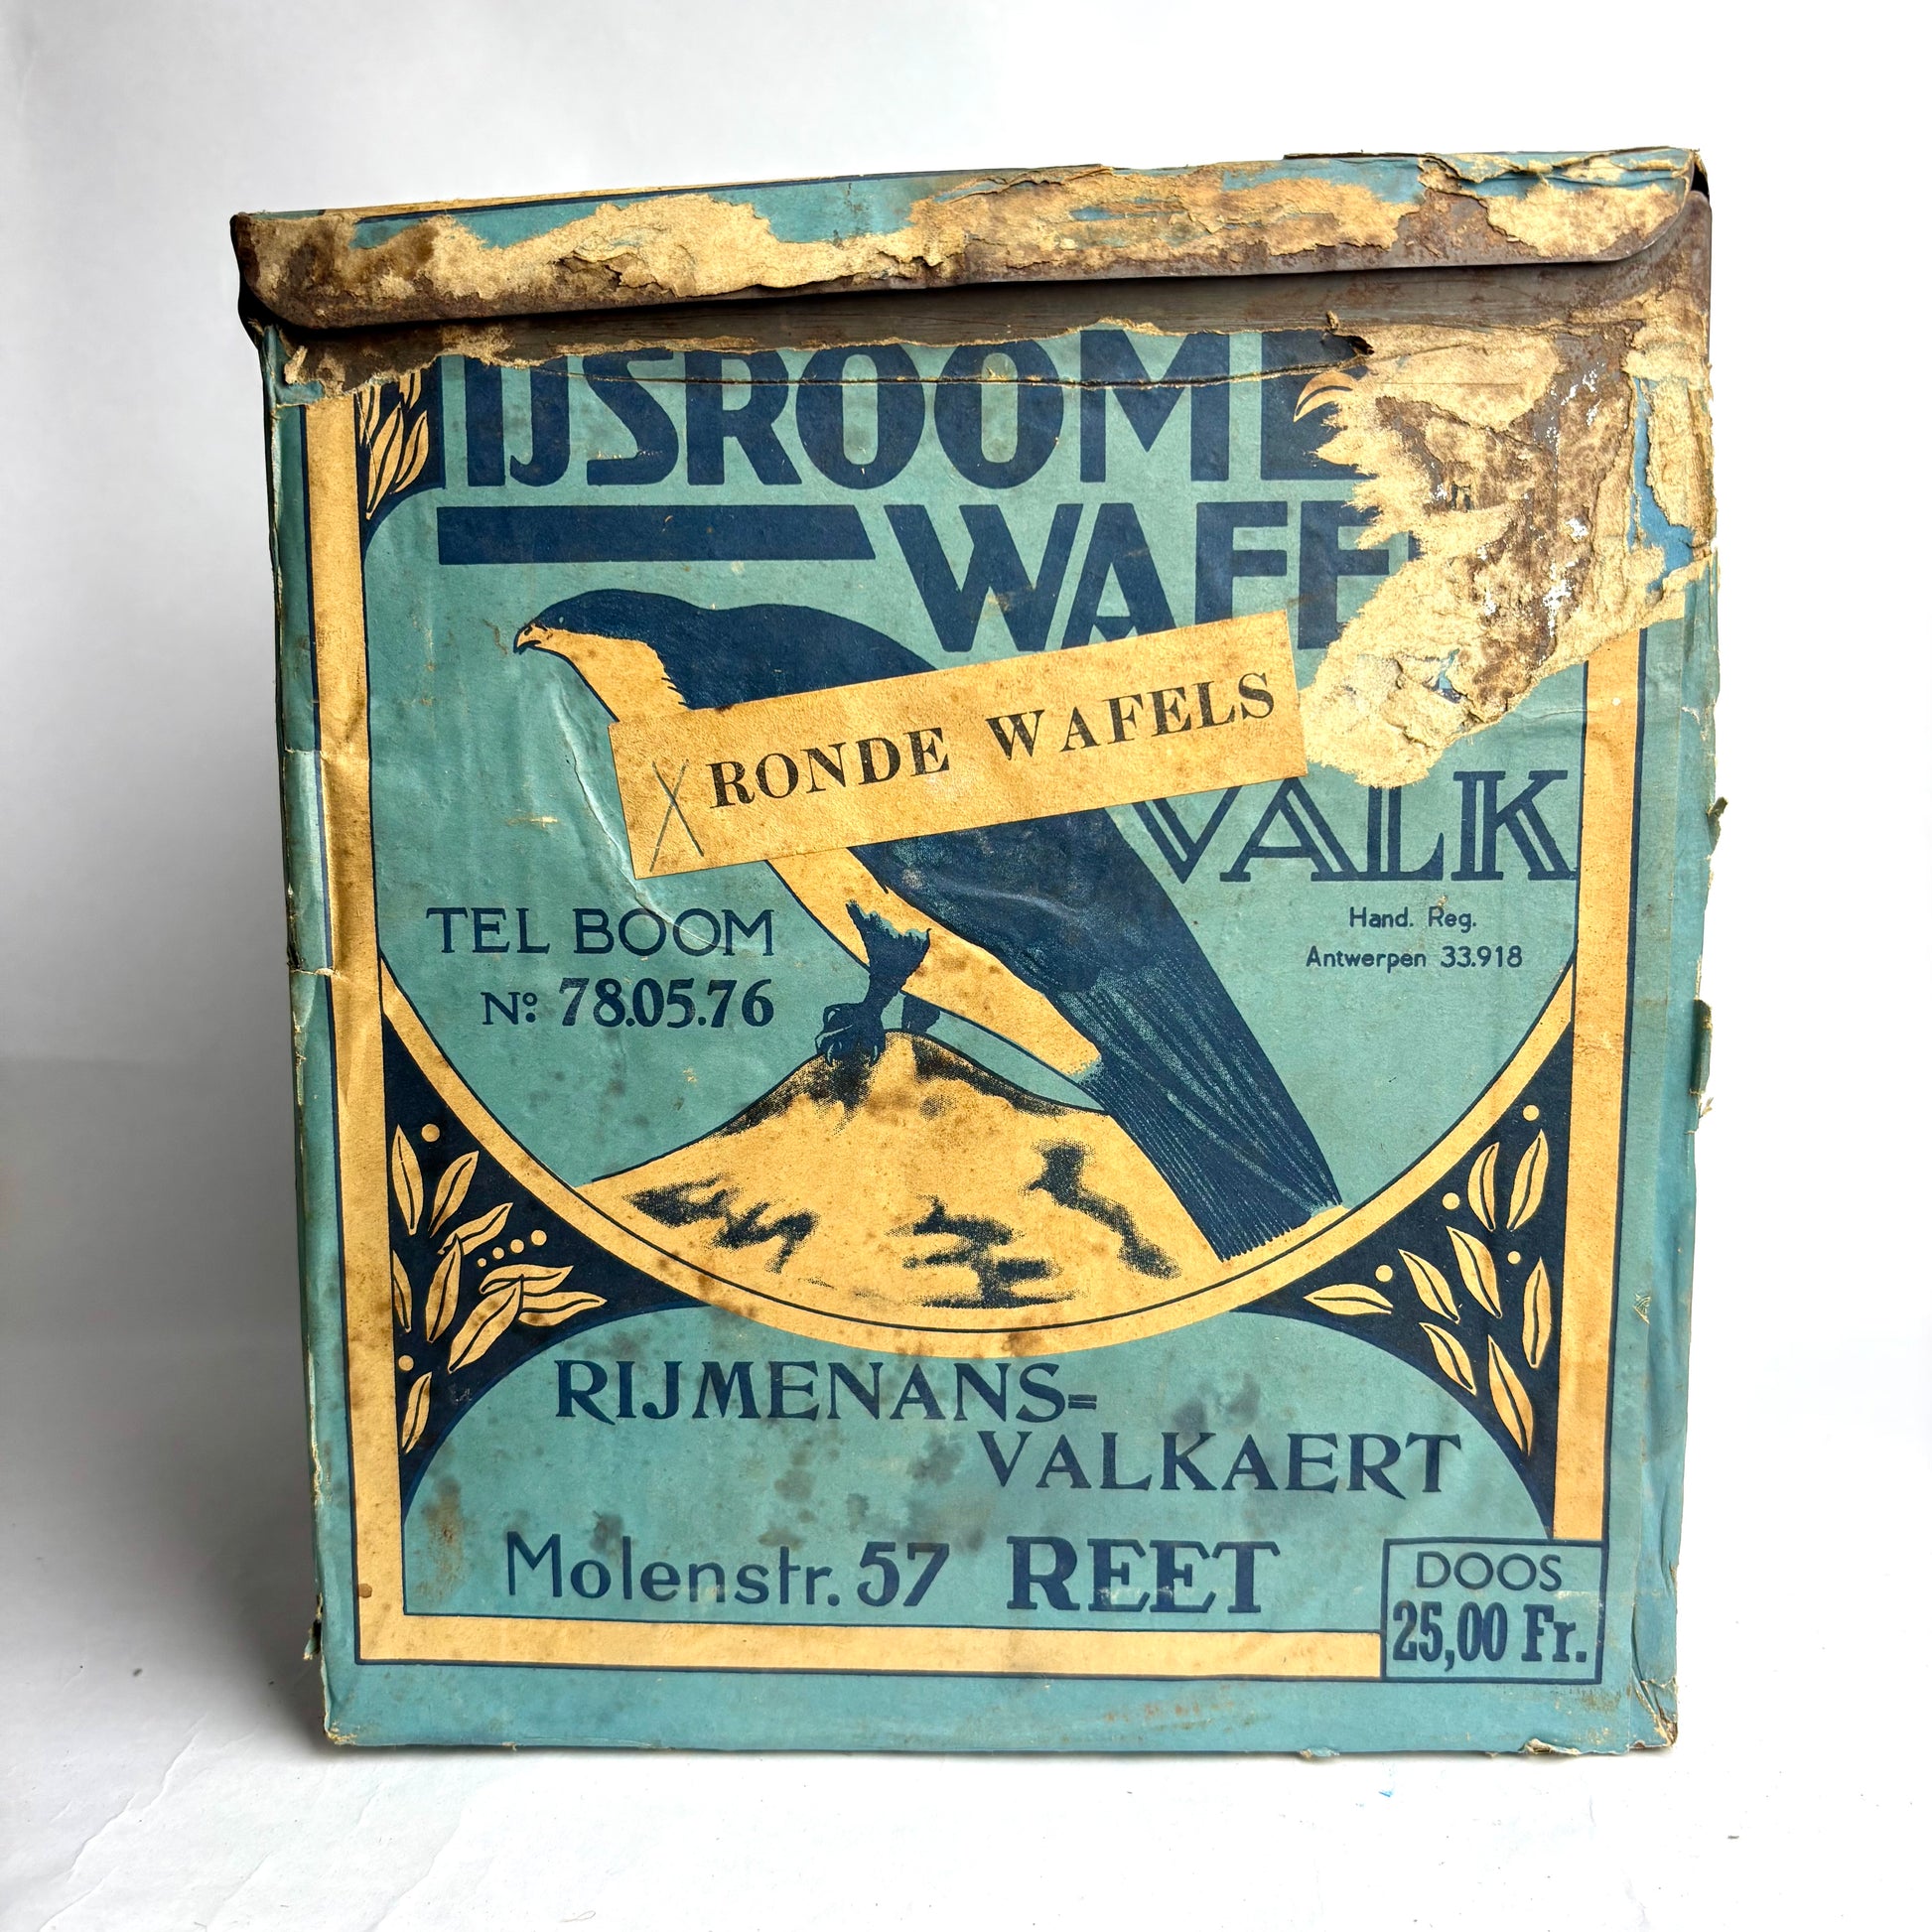 IJSROOM
WAFE
X RONDE WAFELS
VALK
Hand. Reg.
Antwerpen 33.918
TEL BOOM
No: 78.05.76
RIJMENANS=
VALKAERT
Molenstr. 57 REET
DOOS
25,00 Fr.